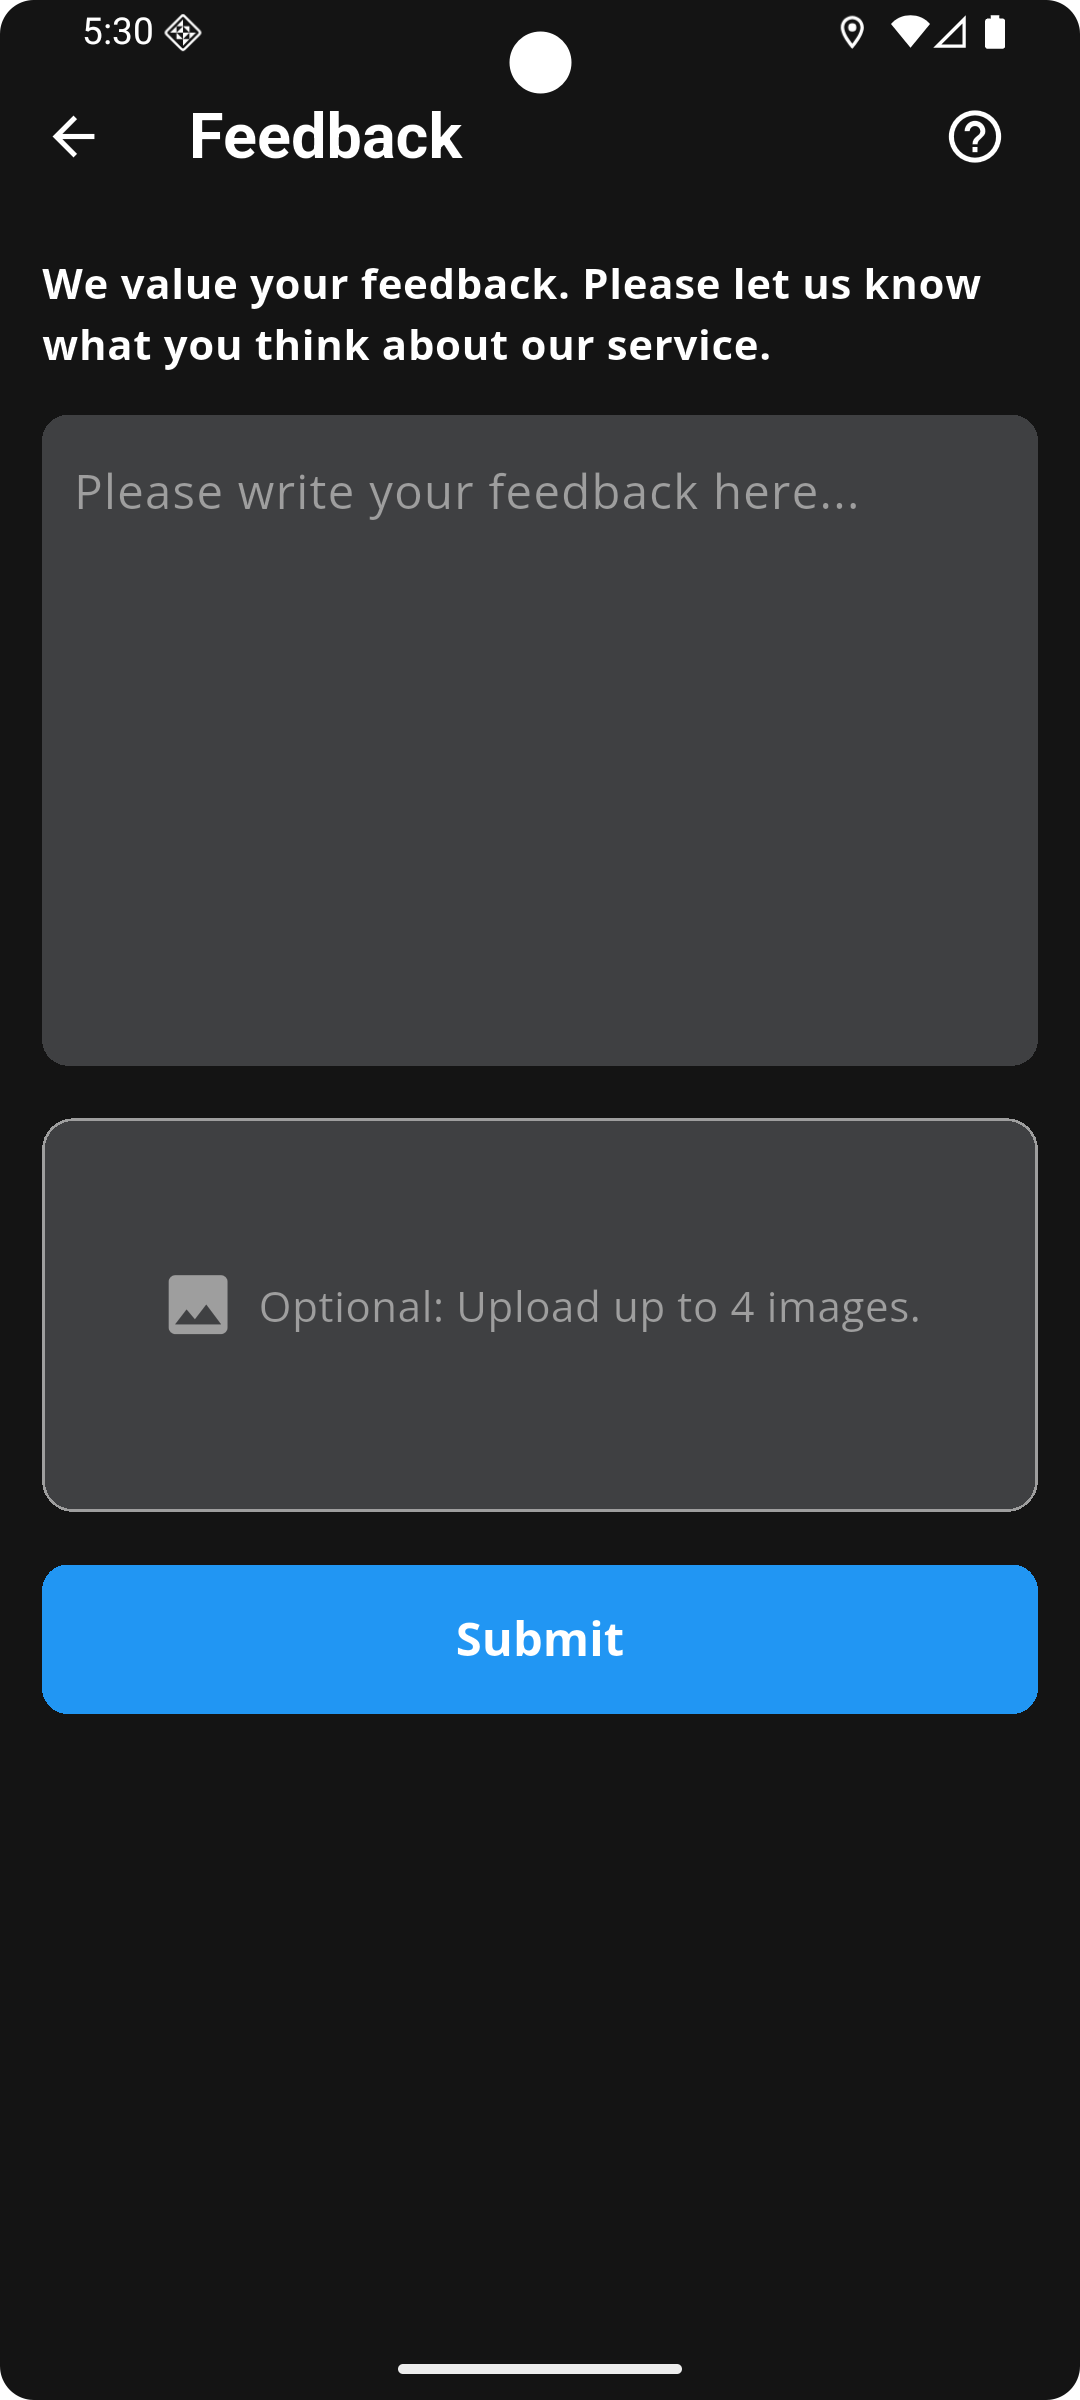 5:30
Feedback
We value your feedback. Please let us know
what you think about our service.
Please write your feedback here...
Optional: Upload up to 4 images.
Submit